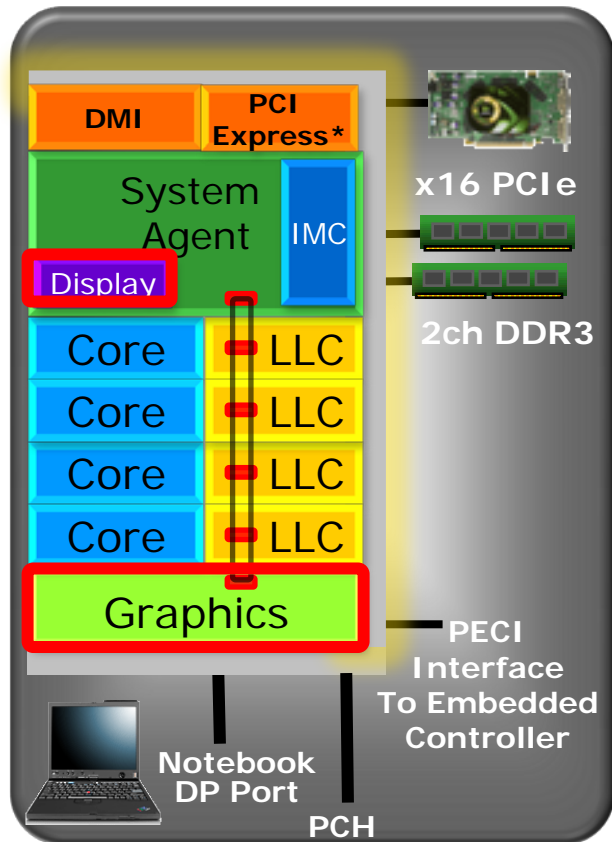 DMI
PCI
Express*
x16 PCIe
System
Agent
IMC
Display
2ch DDR3
Core
LLC
Core
LLC
Core
LLC
Core
LLC
Graphics
PECI
Interface
To Embedded
Controller
Notebook
DP Port
PCH